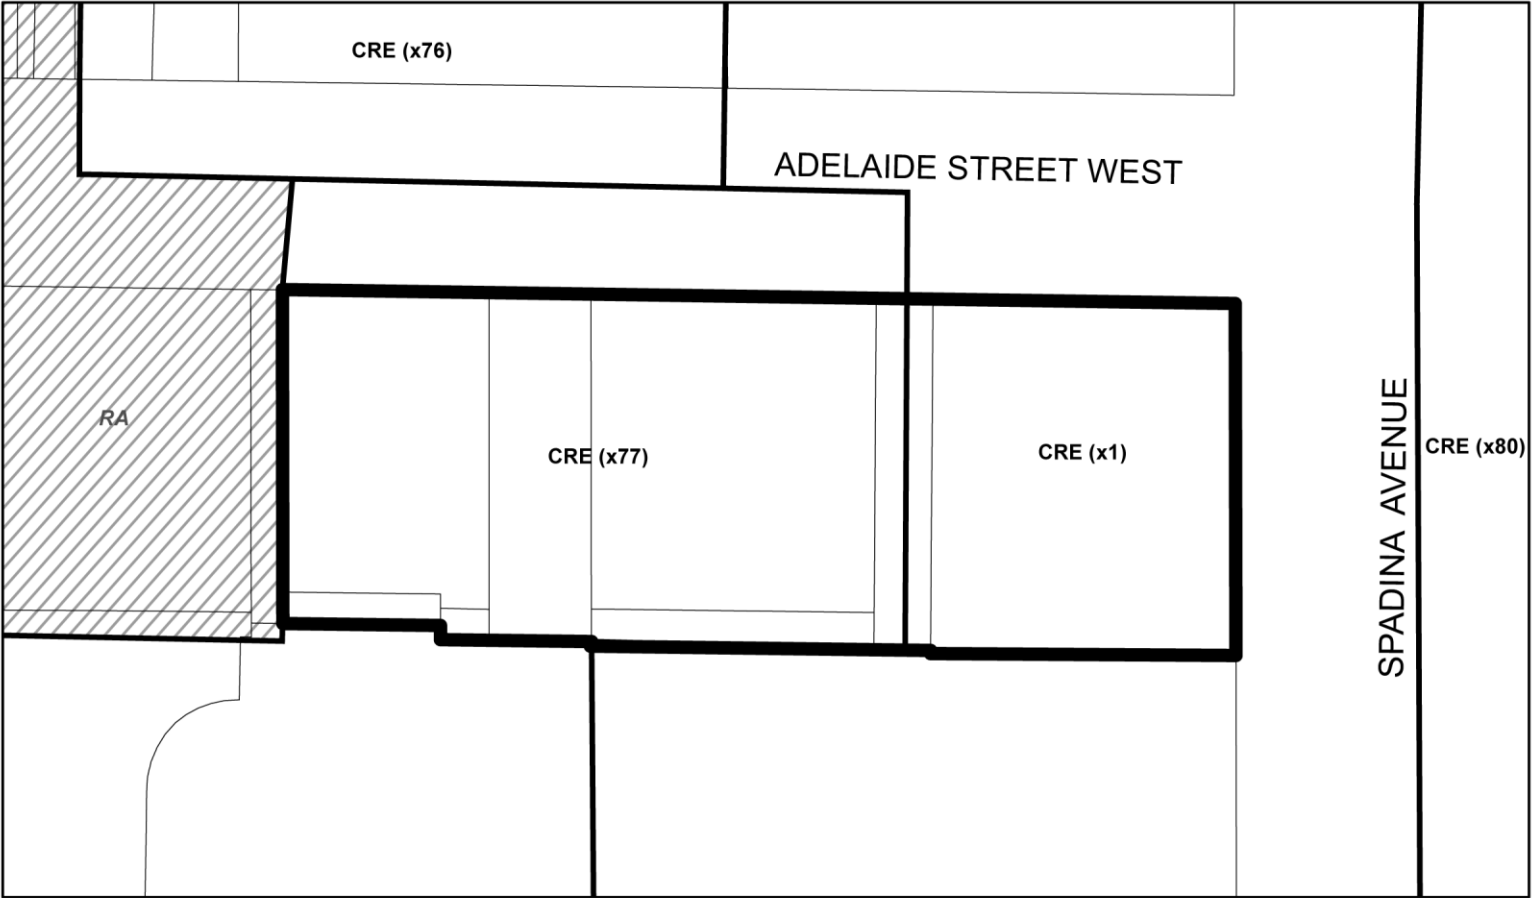 CRE (x76)
ADELAIDE STREET WEST
RA
CRE (x77)
CRE (x1)
SPADINA AVENUE
CRE (x80)